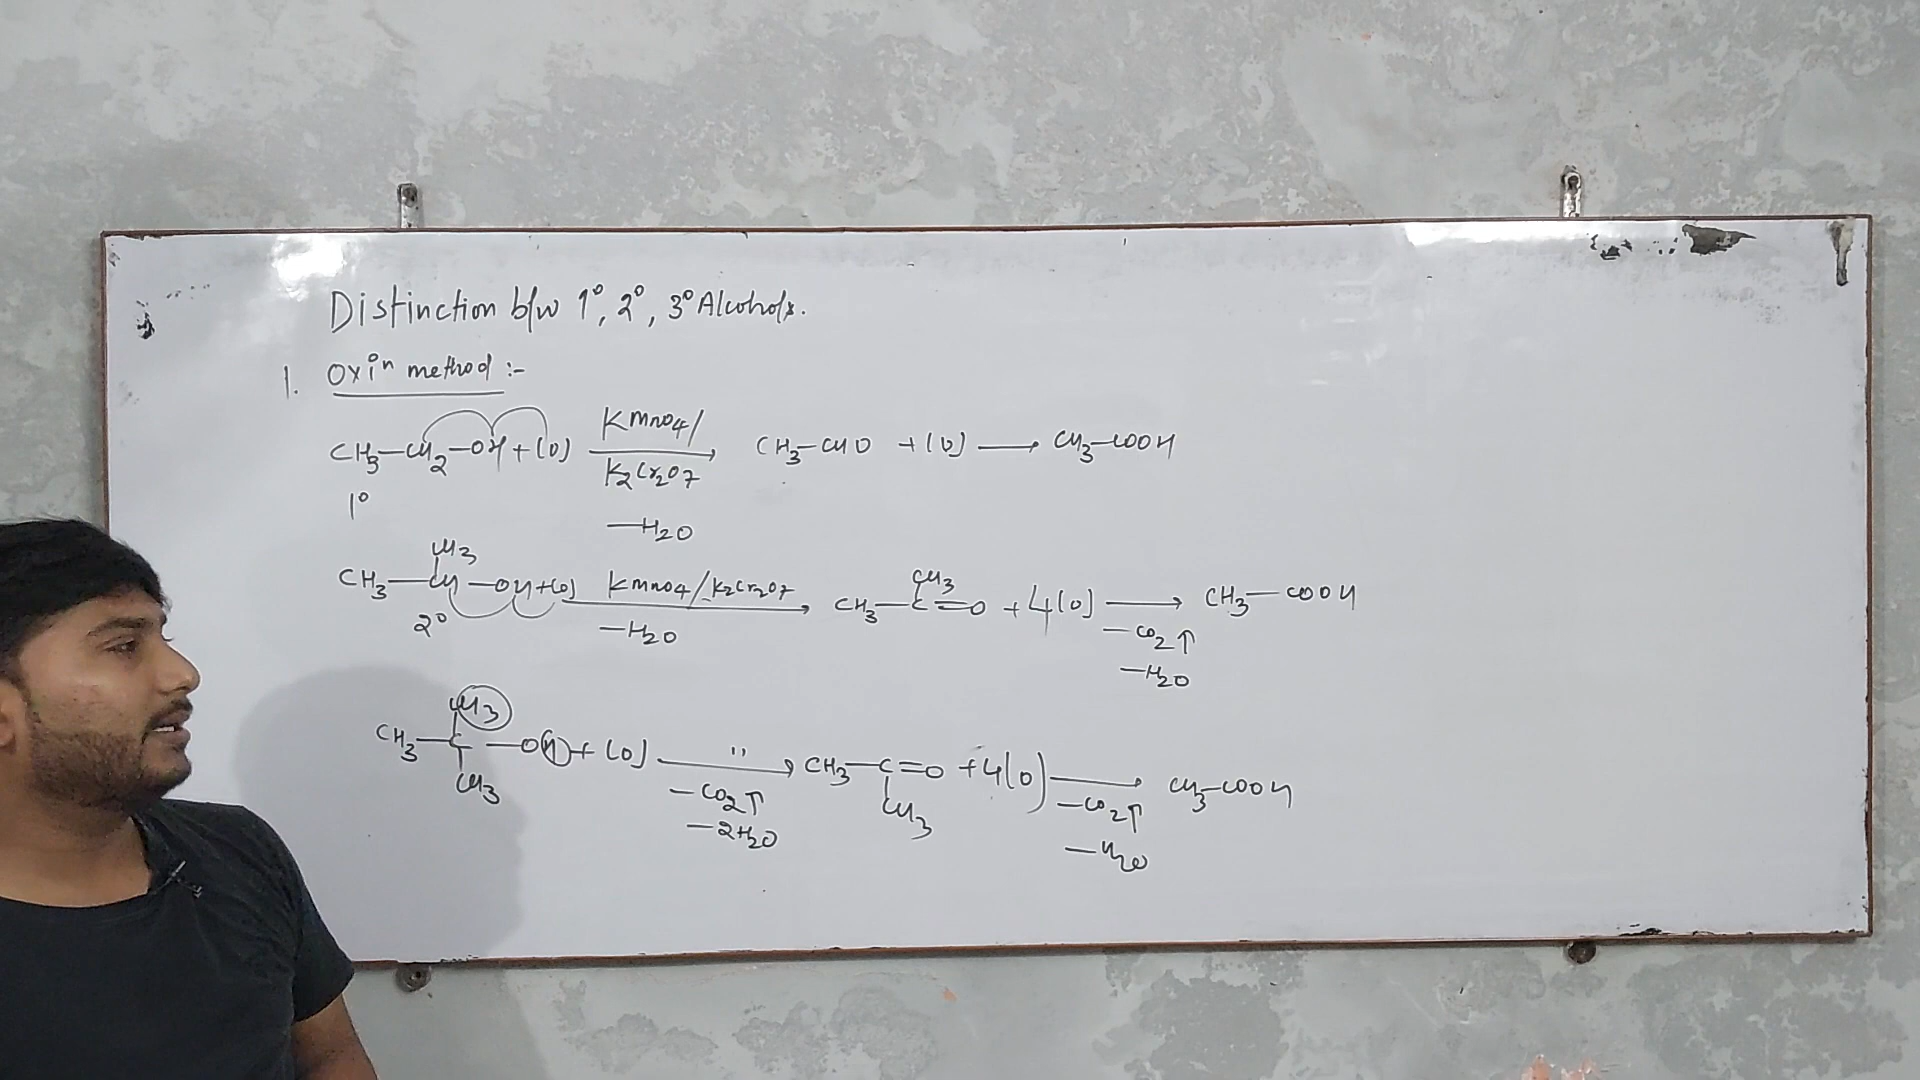 Distinction b/w 1°, 2°, 3° Alcohols.
1. Oxiⁿ method :-
CH3—CH2—OH + [O] KMnO4/ K2Cr2O7 —H2O → CH3—CHO + [O] → CH3—COOH
1°
CH3—CH(CH3)—OH + [O] KMnO4/K2Cr2O7 —H2O → CH3—C(CH3)=O + 4[O] —CO2↑ —H2O → CH3—COOH
2°
CH3—C(CH3)(CH3)—OH + [O] " —CO2↑ —2H2O → CH3—C(CH3)=O + 4[O] —CO2↑ —H2O → CH3—COOH